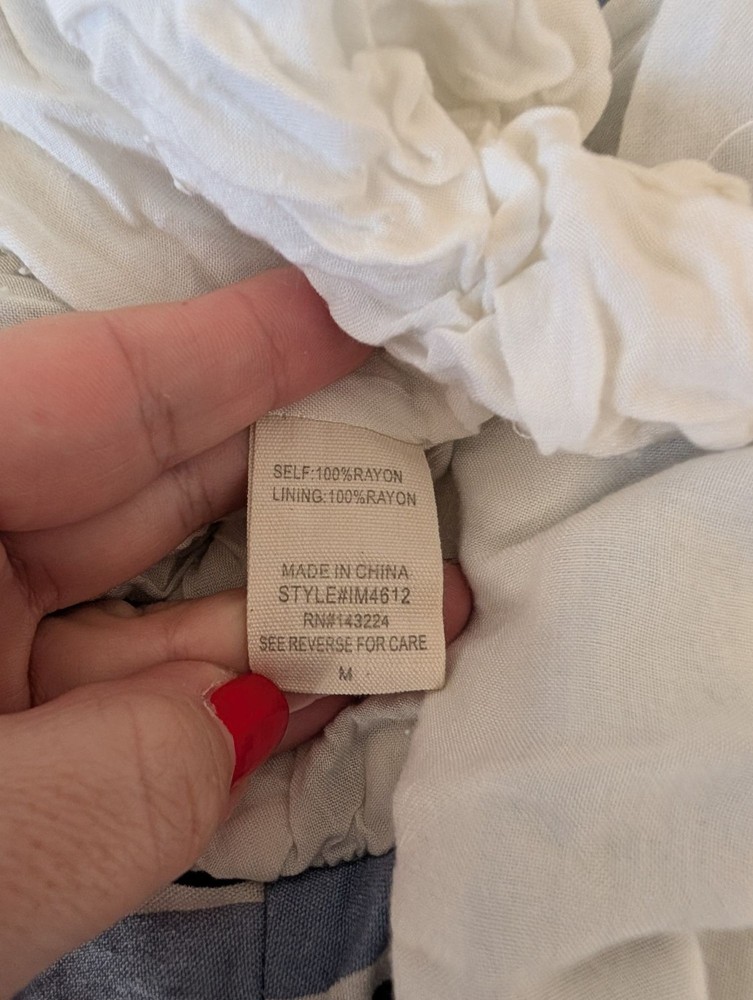 SELF:100%RAYON
LINING:100%RAYON
MADE IN CHINA
STYLE#IM4612
RN#143224
SEE REVERSE FOR CARE
M